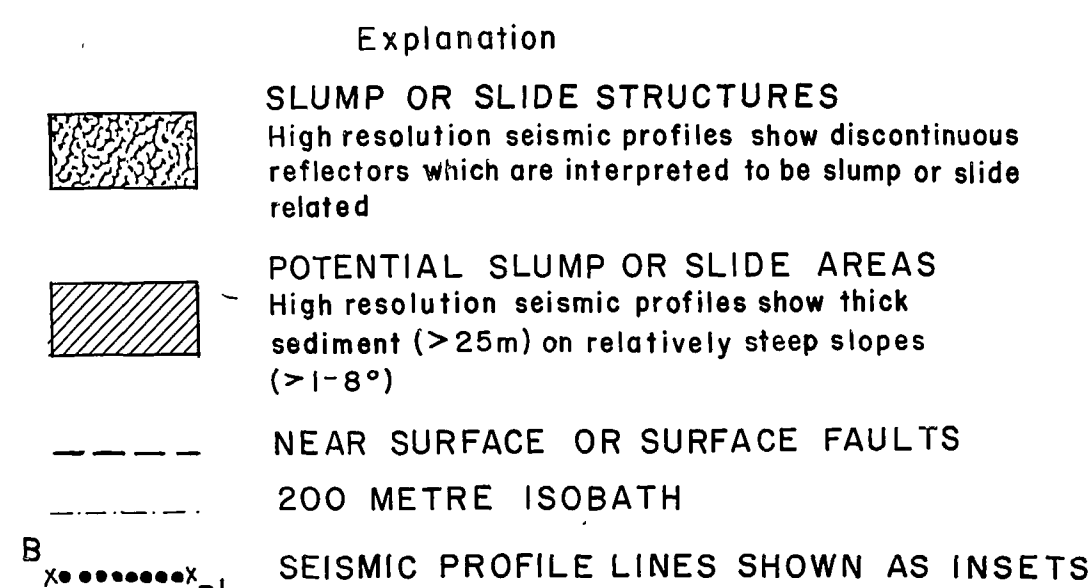 Explanation
SLUMP OR SLIDE STRUCTURES
High resolution seismic profiles show discontinuous
reflectors which are interpreted to be slump or slide
related
POTENTIAL SLUMP OR SLIDE AREAS
High resolution seismic profiles show thick
sediment (>25m) on relatively steep slopes
(>1-8°)
NEAR SURFACE OR SURFACE FAULTS
200 METRE ISOBATH
B
X X SEISMIC PROFILE LINES SHOWN AS INSETS